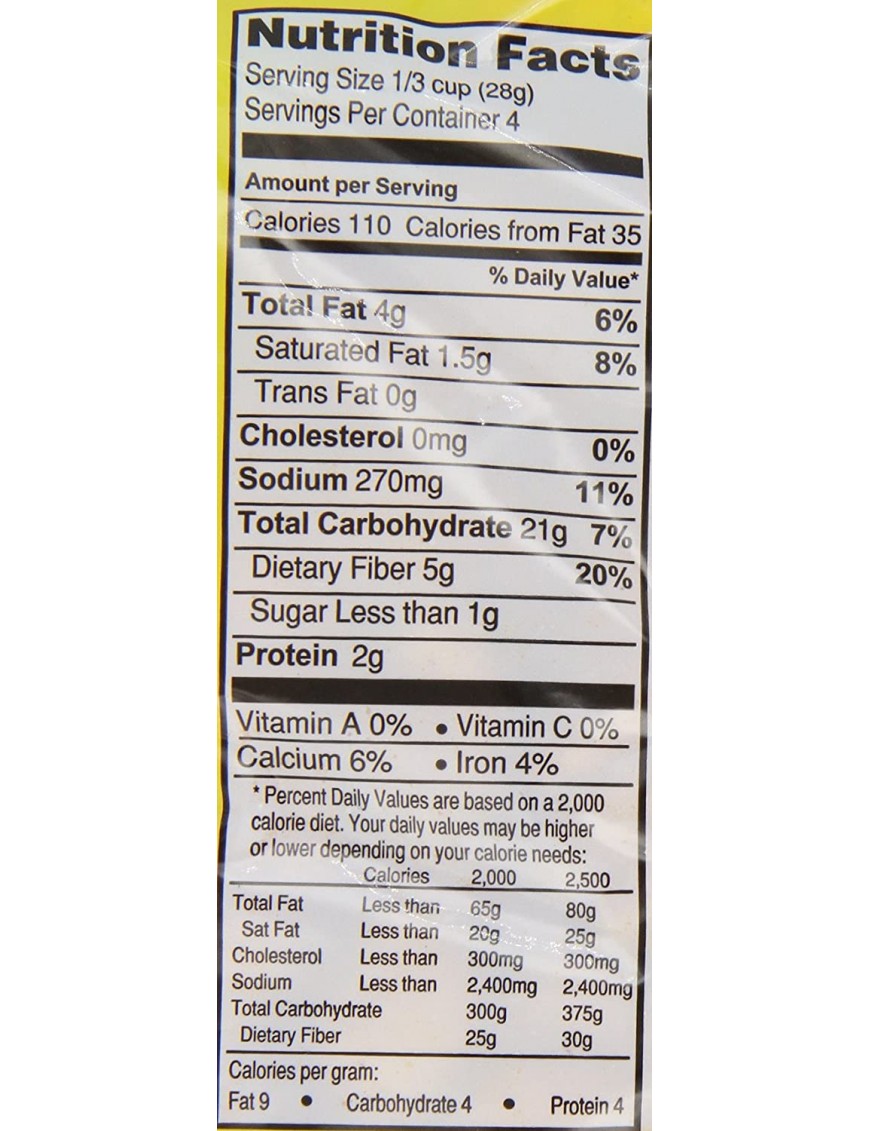 Nutrition Facts
Serving Size 1/3 cup (28g)
Servings Per Container 4
Amount per Serving
Calories 110 Calories from Fat 35
% Daily Value*
Total Fat 4g 6%
Saturated Fat 1.5g 8%
Trans Fat 0g
Cholesterol 0mg 0%
Sodium 270mg 11%
Total Carbohydrate 21g 7%
Dietary Fiber 5g 20%
Sugar Less than 1g
Protein 2g
Vitamin A 0% • Vitamin C 0%
Calcium 6% • Iron 4%
* Percent Daily Values are based on a 2,000
calorie diet. Your daily values may be higher
or lower depending on your calorie needs:
Calories 2,000 2,500
Total Fat Less than 65g 80g
Sat Fat Less than 20g 25g
Cholesterol Less than 300mg 300mg
Sodium Less than 2,400mg 2,400mg
Total Carbohydrate 300g 375g
Dietary Fiber 25g 30g
Calories per gram:
Fat 9 • Carbohydrate 4 • Protein 4